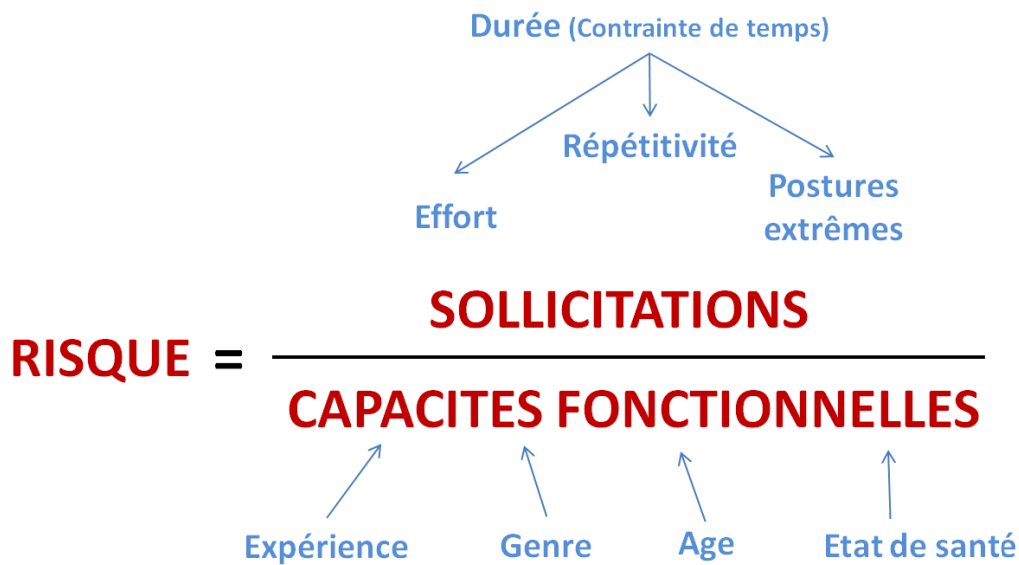 Durée (Contrainte de temps)
Répétitivité
Effort
Postures
extrêmes
SOLLICITATIONS
RISQUE =
CAPACITES FONCTIONNELLES
Expérience
Genre
Age
Etat de santé